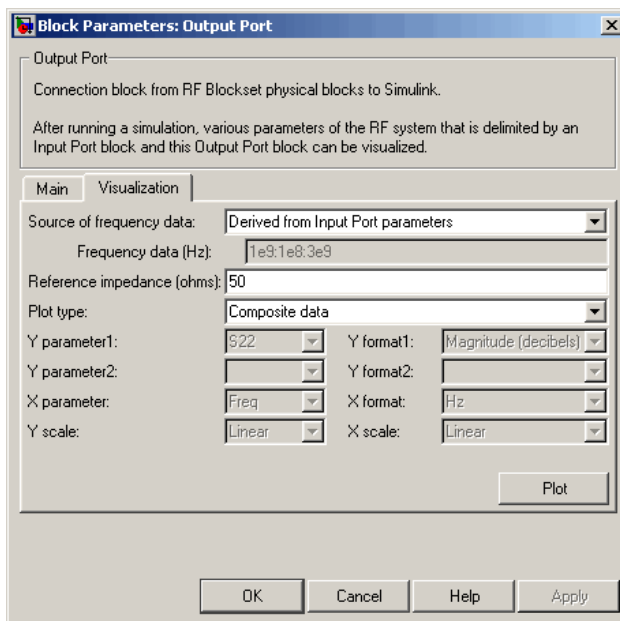 Block Parameters: Output Port
Output Port
Connection block from RF Blockset physical blocks to Simulink.
After running a simulation, various parameters of the RF system that is delimited by an
Input Port block and this Output Port block can be visualized.
Main Visualization
Source of frequency data: Derived from Input Port parameters
Frequency data (Hz): 1e9:1e8:3e9
Reference impedance (ohms): 50
Plot type: Composite data
Y parameter1: S22 Y format1: Magnitude (decibels)
Y parameter2: Y format2:
X parameter: Freq X format: Hz
Y scale: Linear X scale: Linear
Plot
OK Cancel Help Apply